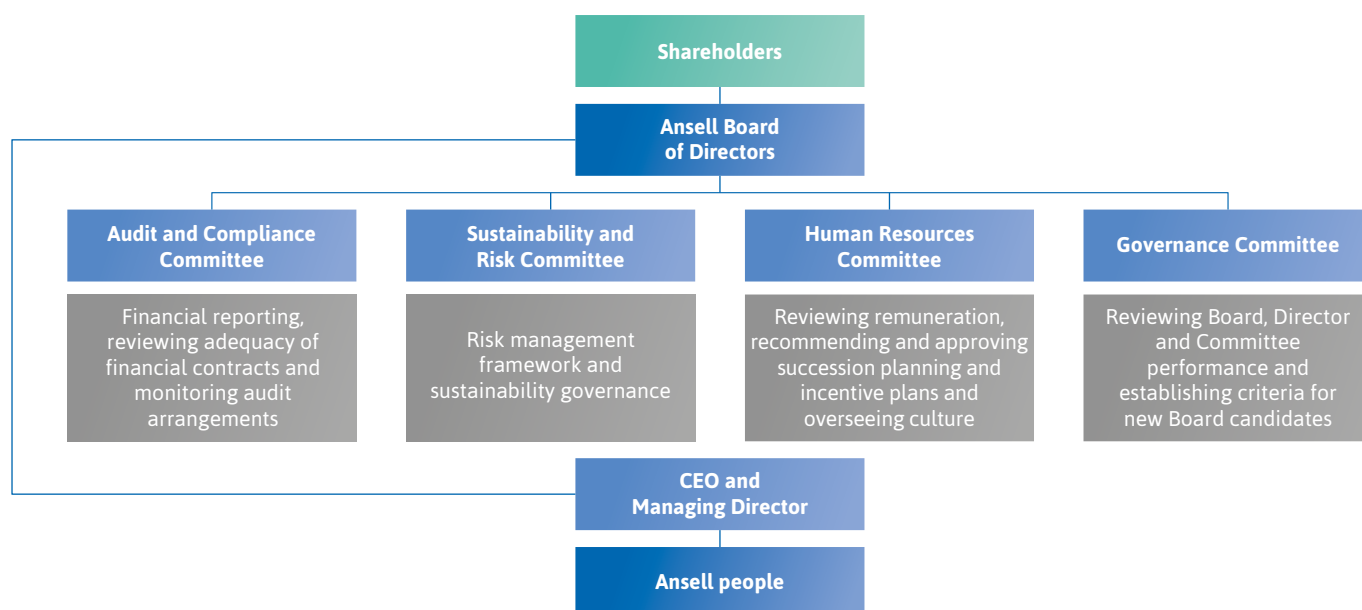 Shareholders
Ansell Board
of Directors
Audit and Compliance
Committee
Financial reporting,
reviewing adequacy of
financial contracts and
monitoring audit
arrangements
Sustainability and
Risk Committee
Risk management
framework and
sustainability governance
Human Resources
Committee
Reviewing remuneration,
recommending and approving
succession planning and
incentive plans and
overseeing culture
Governance Committee
Reviewing Board, Director
and Committee
performance and
establishing criteria for
new Board candidates
CEO and
Managing Director
Ansell people